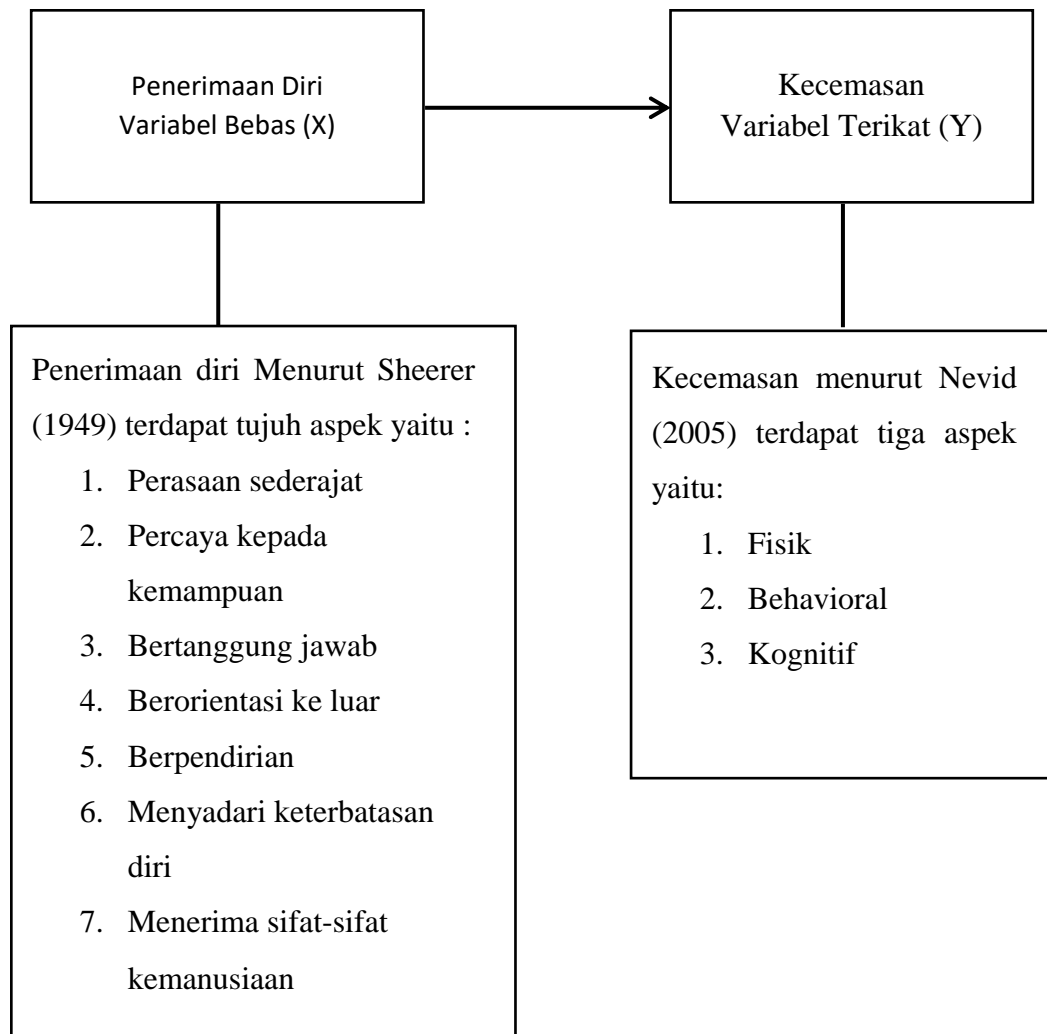 Penerimaan Diri
Variabel Bebas (X)
Kecemasan
Variabel Terikat (Y)
Penerimaan diri Menurut Sheerer
(1949) terdapat tujuh aspek yaitu :
1. Perasaan sederajat
2. Percaya kepada
kemampuan
3. Bertanggung jawab
4. Berorientasi ke luar
5. Berpendirian
6. Menyadari keterbatasan
diri
7. Menerima sifat-sifat
kemanusiaan
Kecemasan menurut Nevid
(2005) terdapat tiga aspek
yaitu:
1. Fisik
2. Behavioral
3. Kognitif